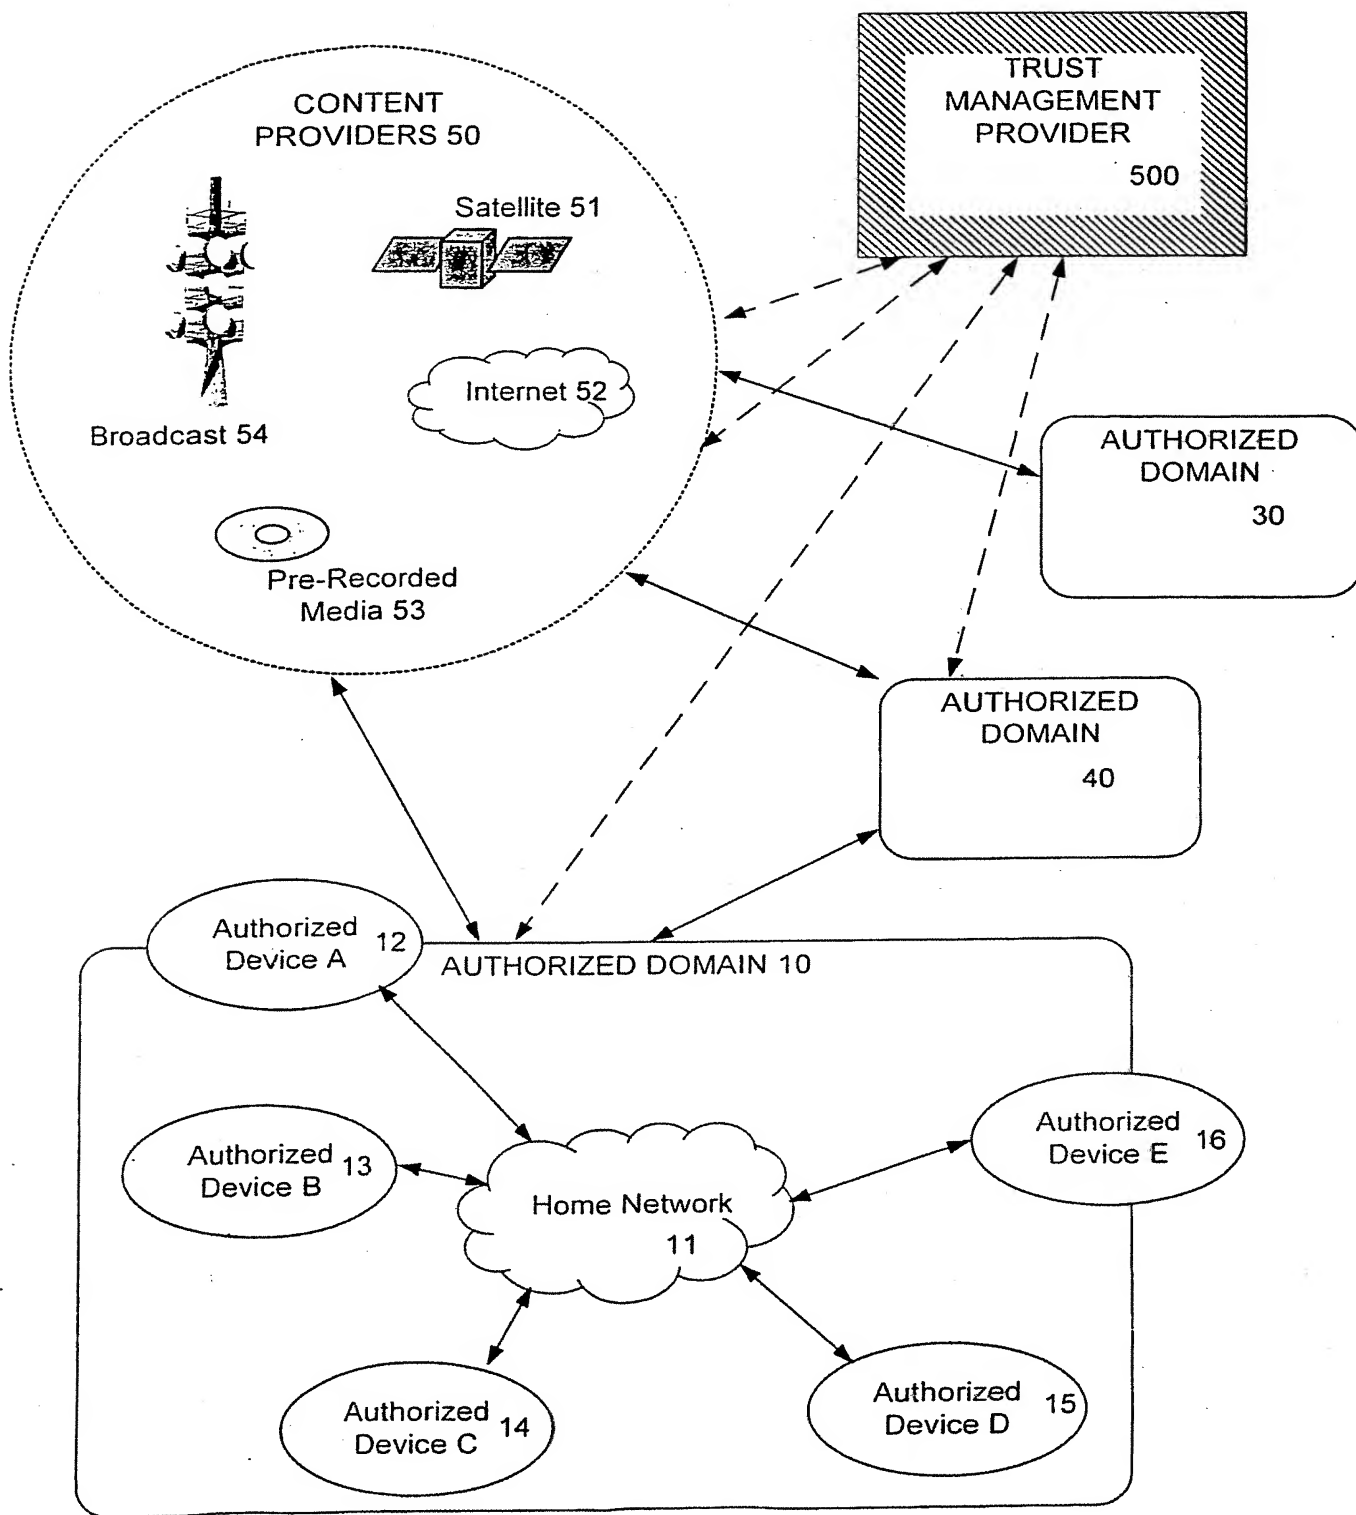 CONTENT
PROVIDERS 50
Satellite 51
Internet 52
Broadcast 54
Pre-Recorded
Media 53
TRUST
MANAGEMENT
PROVIDER
500
AUTHORIZED
DOMAIN
30
AUTHORIZED
DOMAIN
40
Authorized
Device A
12
AUTHORIZED DOMAIN 10
Authorized
Device B
13
Home Network
11
Authorized
Device E
16
Authorized
Device C
14
Authorized
Device D
15